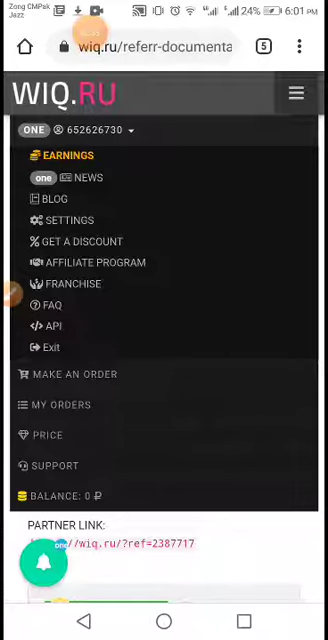 Zong CMPak
Jazz
24% 6:01 PM
wiq.ru/referr-documenta
5
WIQ.RU
ONE 652626730
EARNINGS
one NEWS
BLOG
SETTINGS
GET A DISCOUNT
AFFILIATE PROGRAM
FRANCHISE
FAQ
</> API
Exit
MAKE AN ORDER
MY ORDERS
PRICE
SUPPORT
BALANCE: 0 ₽
PARTNER LINK:
//wiq.ru/?ref=2387717
one